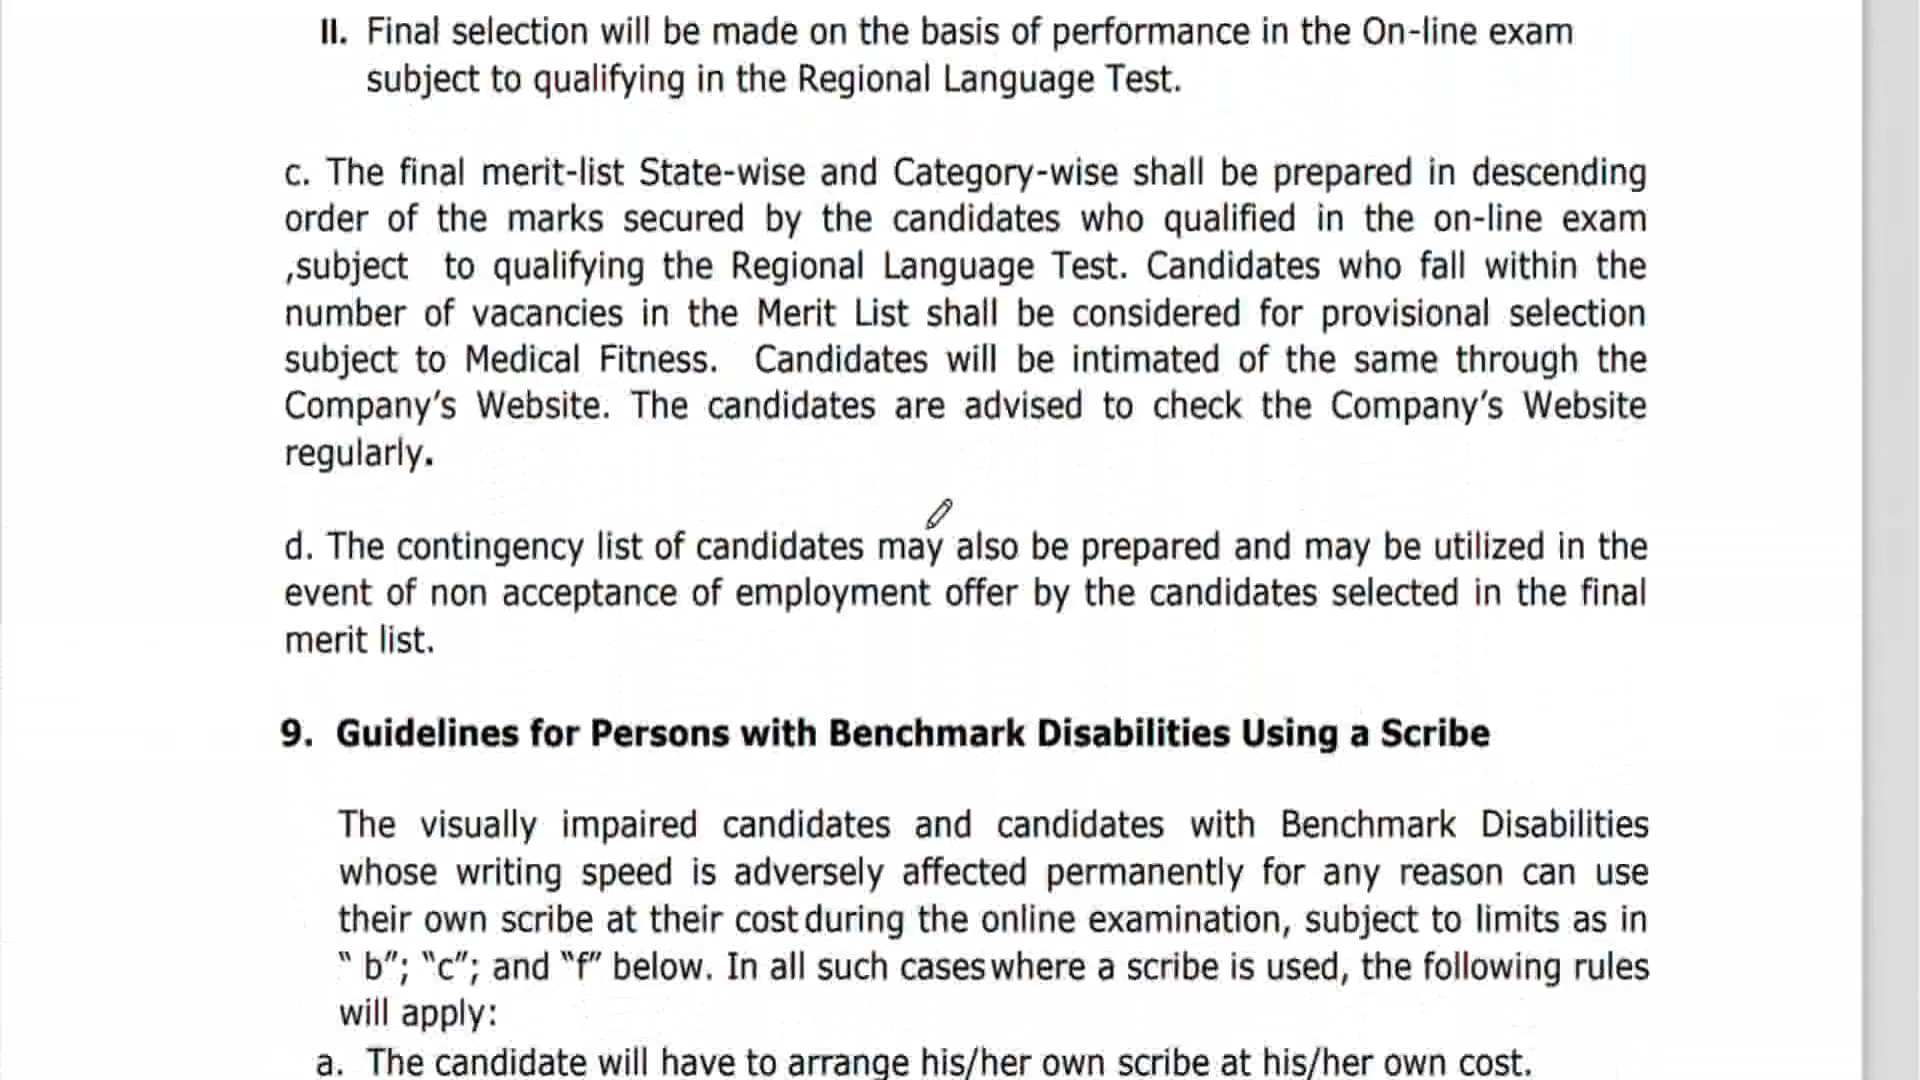 II. Final selection will be made on the basis of performance in the On-line exam
subject to qualifying in the Regional Language Test.
c. The final merit-list State-wise and Category-wise shall be prepared in descending
order of the marks secured by the candidates who qualified in the on-line exam
,subject to qualifying the Regional Language Test. Candidates who fall within the
number of vacancies in the Merit List shall be considered for provisional selection
subject to Medical Fitness. Candidates will be intimated of the same through the
Company's Website. The candidates are advised to check the Company's Website
regularly.
d. The contingency list of candidates may also be prepared and may be utilized in the
event of non acceptance of employment offer by the candidates selected in the final
merit list.
9. Guidelines for Persons with Benchmark Disabilities Using a Scribe
The visually impaired candidates and candidates with Benchmark Disabilities
whose writing speed is adversely affected permanently for any reason can use
their own scribe at their cost during the online examination, subject to limits as in
“ b”; “c”; and “f” below. In all such cases where a scribe is used, the following rules
will apply:
a. The candidate will have to arrange his/her own scribe at his/her own cost.